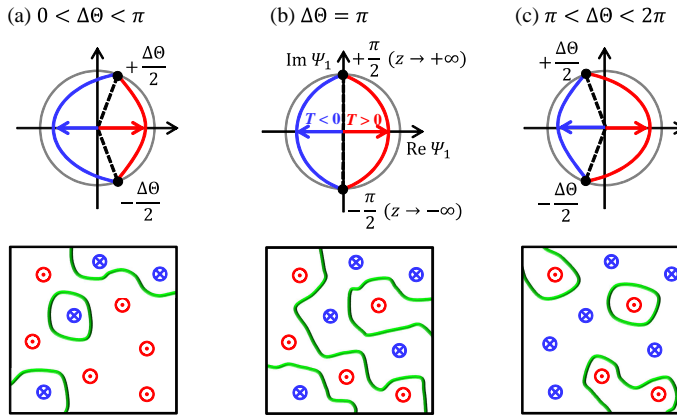 (a) 0 < ΔΘ < π
(b) ΔΘ = π
(c) π < ΔΘ < 2π
+ΔΘ/2
−ΔΘ/2
Im Ψ₁
+π/2 (z → +∞)
T < 0
T > 0
Re Ψ₁
−π/2 (z → −∞)
+ΔΘ/2
−ΔΘ/2